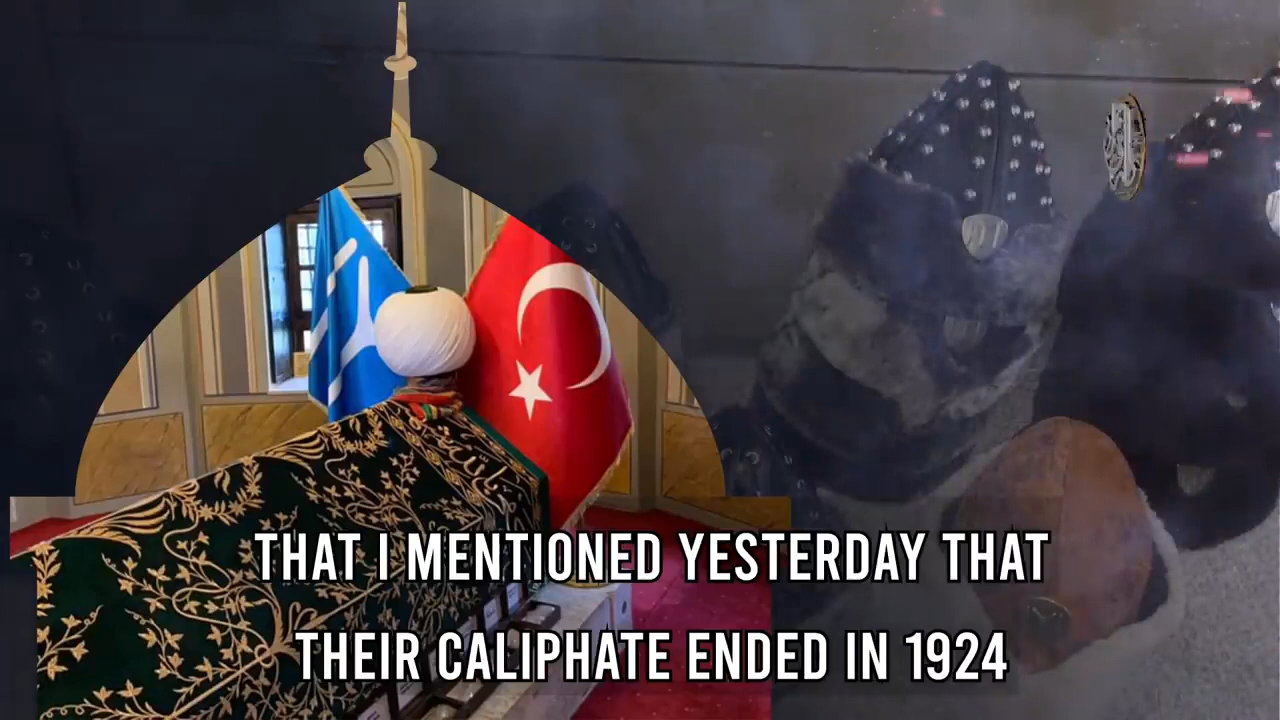 THAT I MENTIONED YESTERDAY THAT
THEIR CALIPHATE ENDED IN 1924